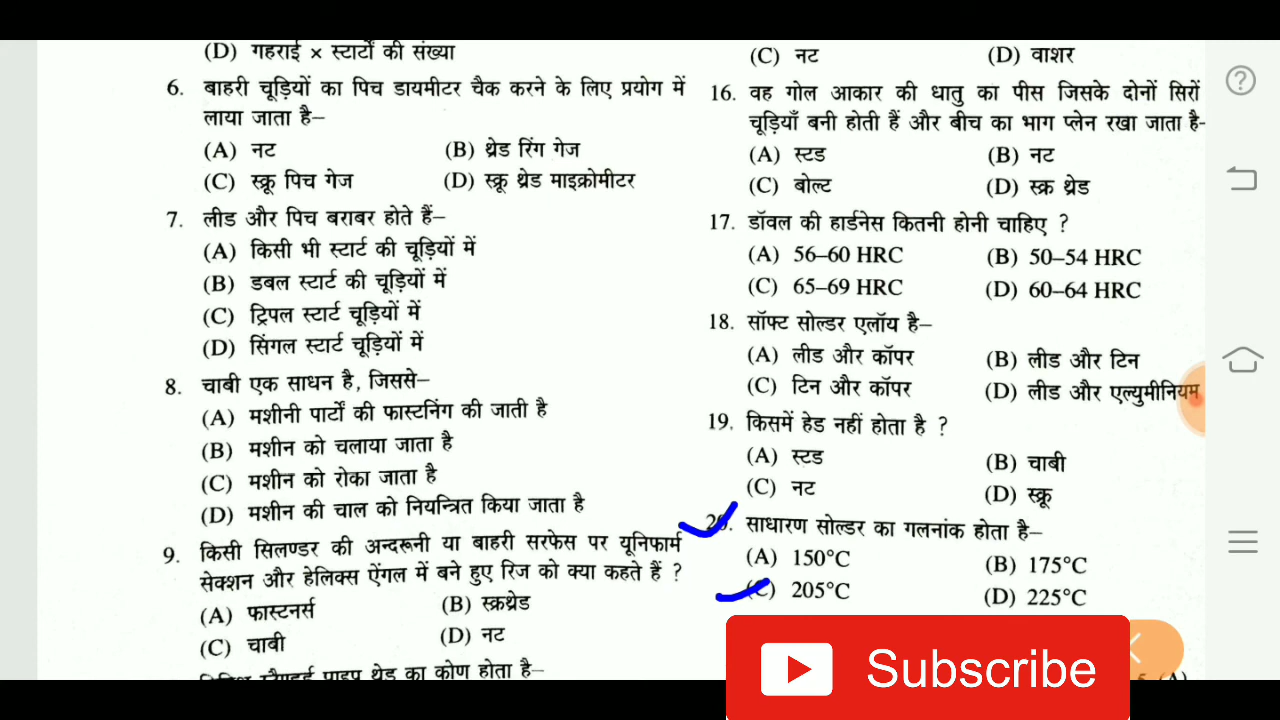 (D) गहराई × स्टार्टों की संख्या
6. बाहरी चूड़ियों का पिच डायमीटर चैक करने के लिए प्रयोग में
लाया जाता है–
(A) नट (B) थ्रेड रिंग गेज
(C) स्क्रू पिच गेज (D) स्क्रू थ्रेड माइक्रोमीटर
7. लीड और पिच बराबर होते हैं–
(A) किसी भी स्टार्ट की चूड़ियों में
(B) डबल स्टार्ट की चूड़ियों में
(C) ट्रिपल स्टार्ट चूड़ियों में
(D) सिंगल स्टार्ट चूड़ियों में
8. चाबी एक साधन है, जिससे–
(A) मशीनी पार्टों की फास्टनिंग की जाती है
(B) मशीन को चलाया जाता है
(C) मशीन को रोका जाता है
(D) मशीन की चाल को नियन्त्रित किया जाता है
9. किसी सिलण्डर की अन्दरूनी या बाहरी सरफेस पर यूनिफार्म
सेक्शन और हेलिक्स ऐंगल में बने हुए रिज को क्या कहते हैं ?
(A) फास्टनर्स (B) स्क्रथ्रेड
(C) चाबी (D) नट
पाइप थ्रेड का कोण होता है–
(C) नट (D) वाशर
16. वह गोल आकार की धातु का पीस जिसके दोनों सिरों
चूड़ियाँ बनी होती हैं और बीच का भाग प्लेन रखा जाता है-
(A) स्टड (B) नट
(C) बोल्ट (D) स्क्र थ्रेड
17. डॉवल की हार्डनेस कितनी होनी चाहिए ?
(A) 56–60 HRC (B) 50–54 HRC
(C) 65–69 HRC (D) 60–64 HRC
18. सॉफ्ट सोल्डर एलॉय है–
(A) लीड और कॉपर (B) लीड और टिन
(C) टिन और कॉपर (D) लीड और एल्युमीनियम
19. किसमें हेड नहीं होता है ?
(A) स्टड (B) चाबी
(C) नट (D) स्क्रू
20. साधारण सोल्डर का गलनांक होता है–
(A) 150°C (B) 175°C
(C) 205°C (D) 225°C
Subscribe